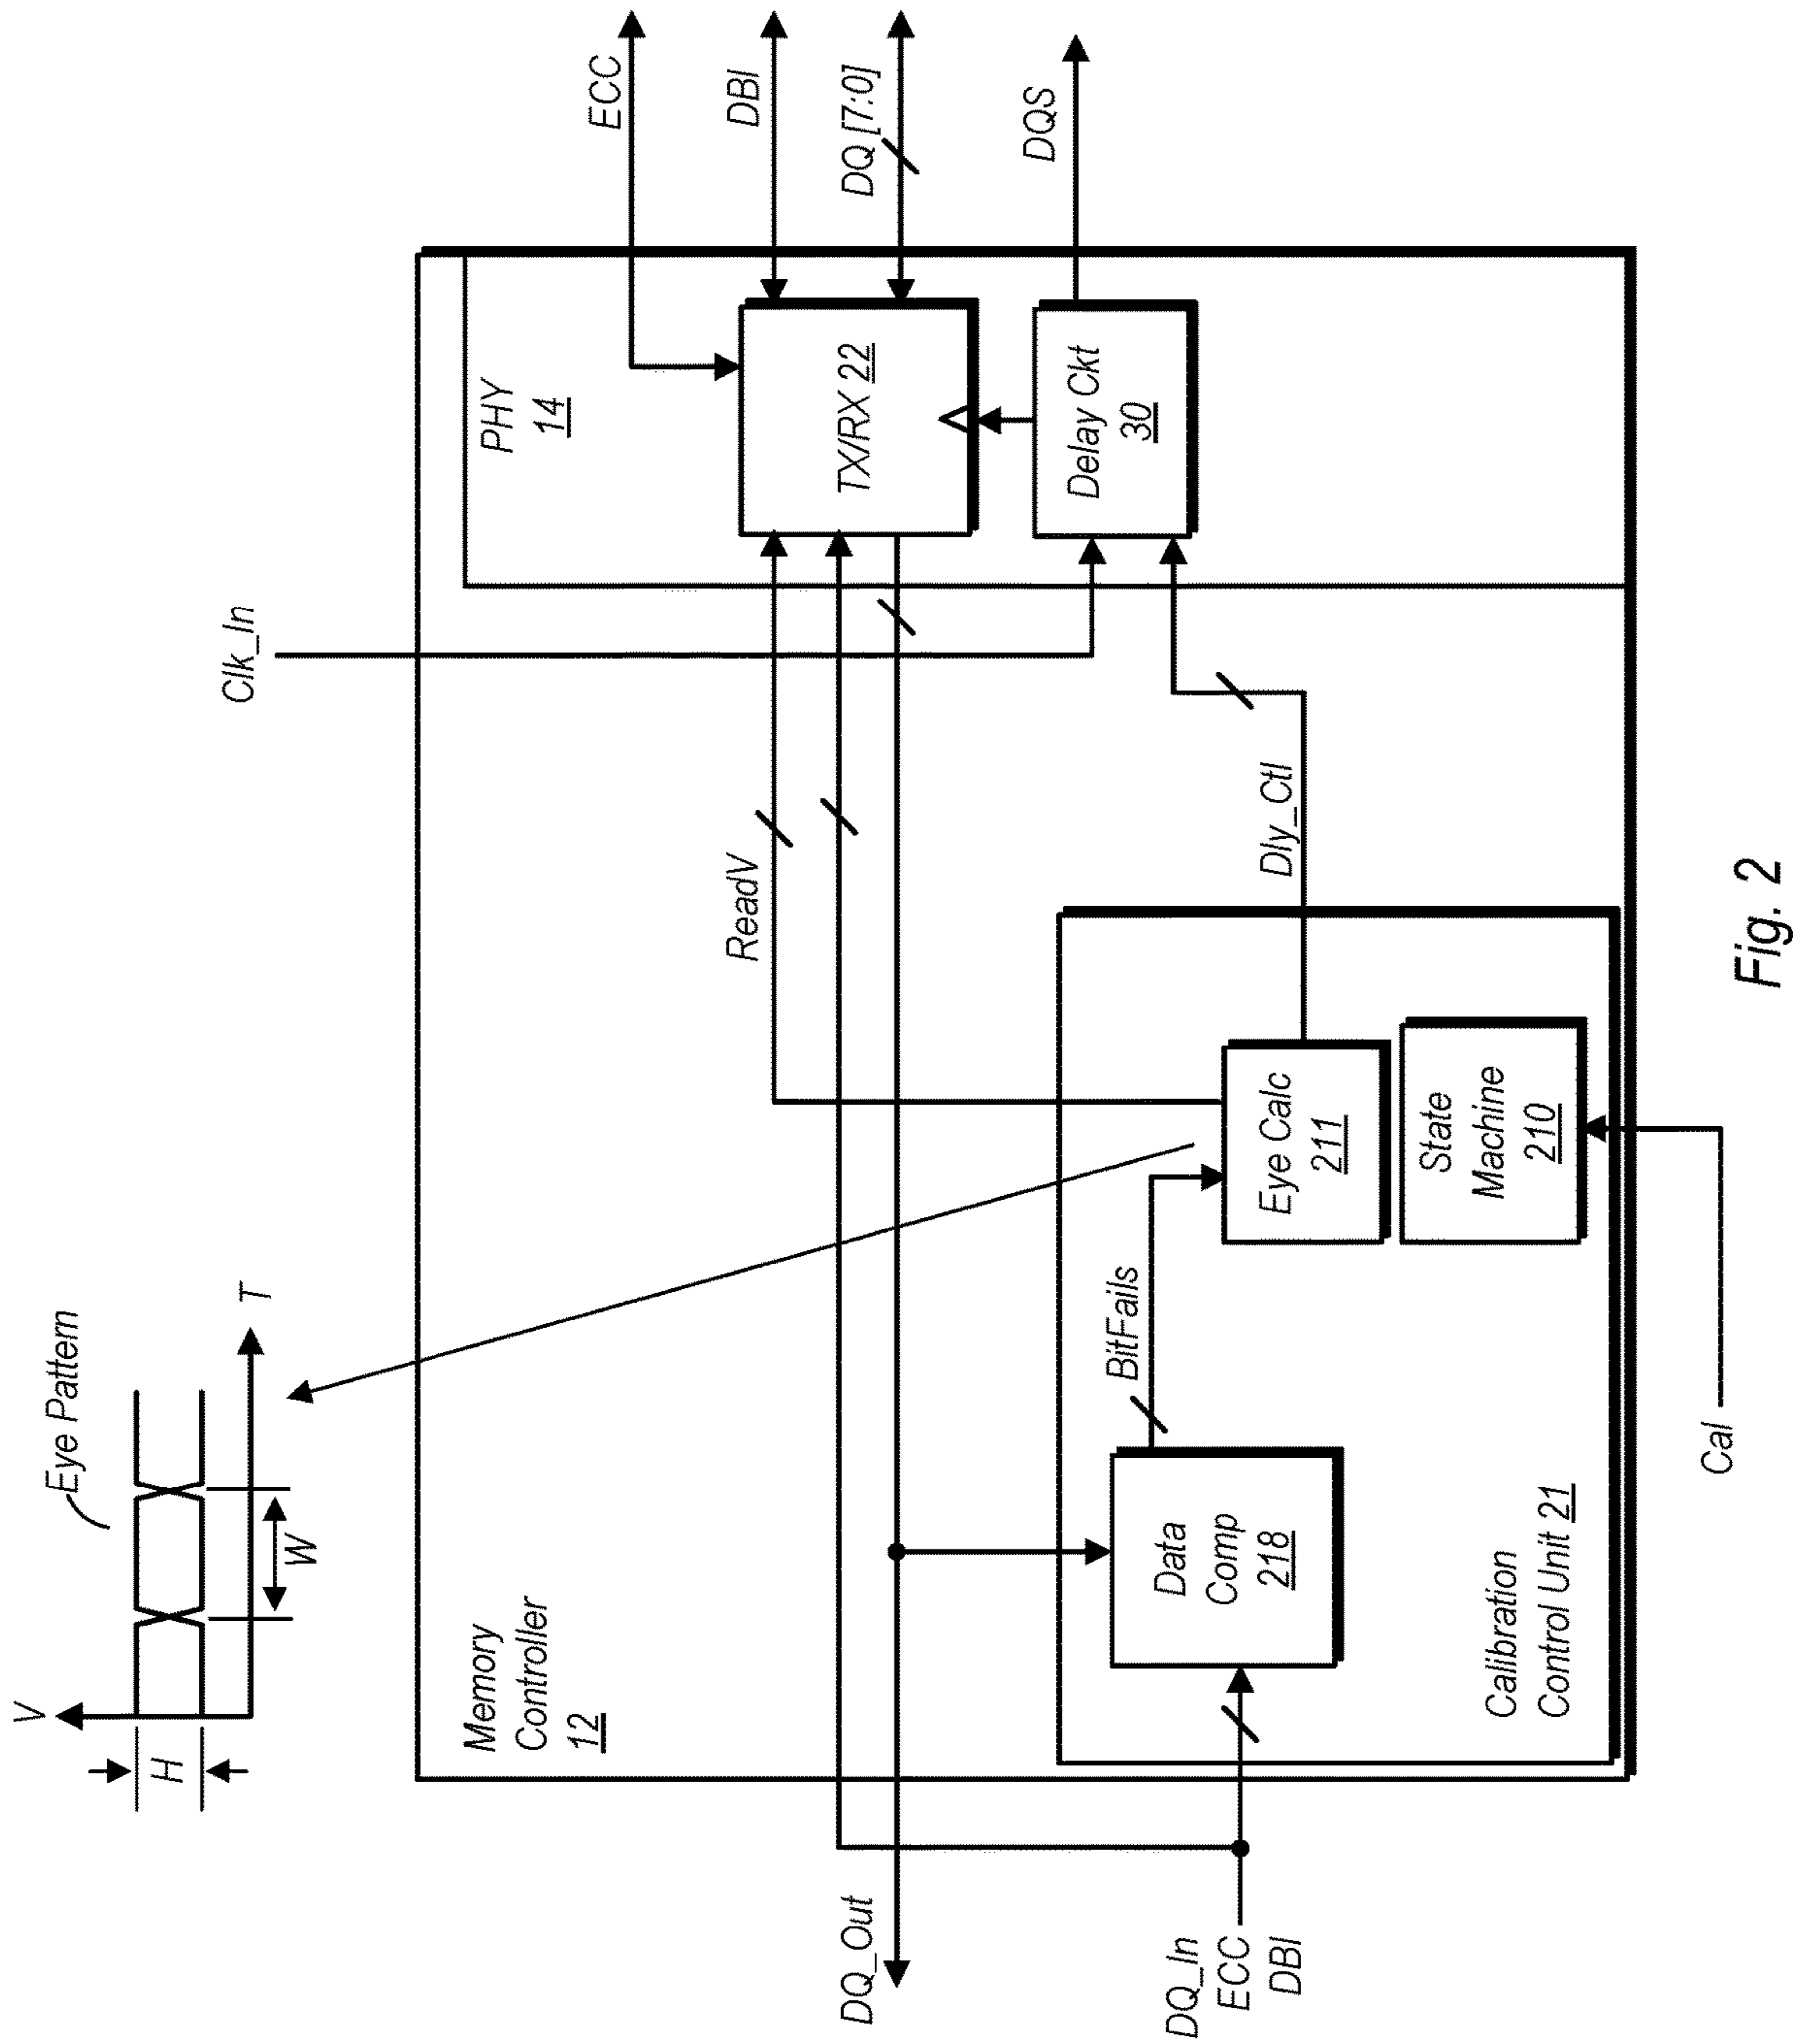 V
H
Eye Pattern
T
W
Memory
Controller
12
Clk_In
PHY
14
ECC
DBI
DQ [7:0]
DQS
ReadV
TX/RX 22
Delay Ckt
30
Dly_Ctl
DQ_Out
DQ_In
ECC
DBI
Data
Comp
218
BitFails
Eye Calc
211
State
Machine
210
Calibration
Control Unit 21
Cal
Fig. 2